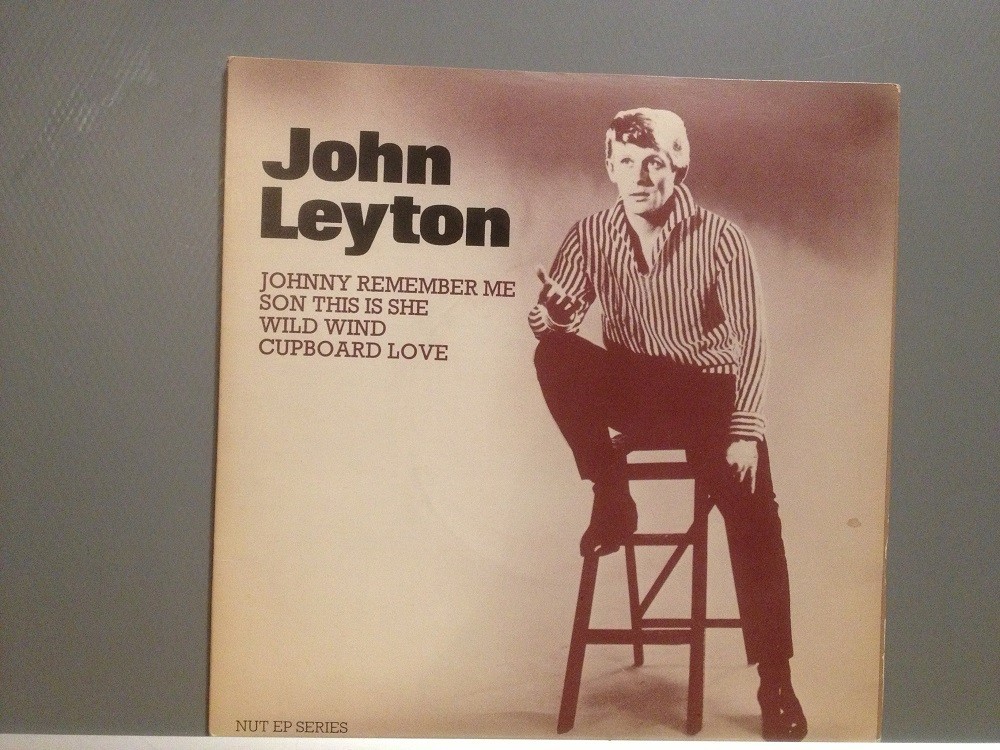 John
Leyton
JOHNNY REMEMBER ME
SON THIS IS SHE
WILD WIND
CUPBOARD LOVE
NUT EP SERIES